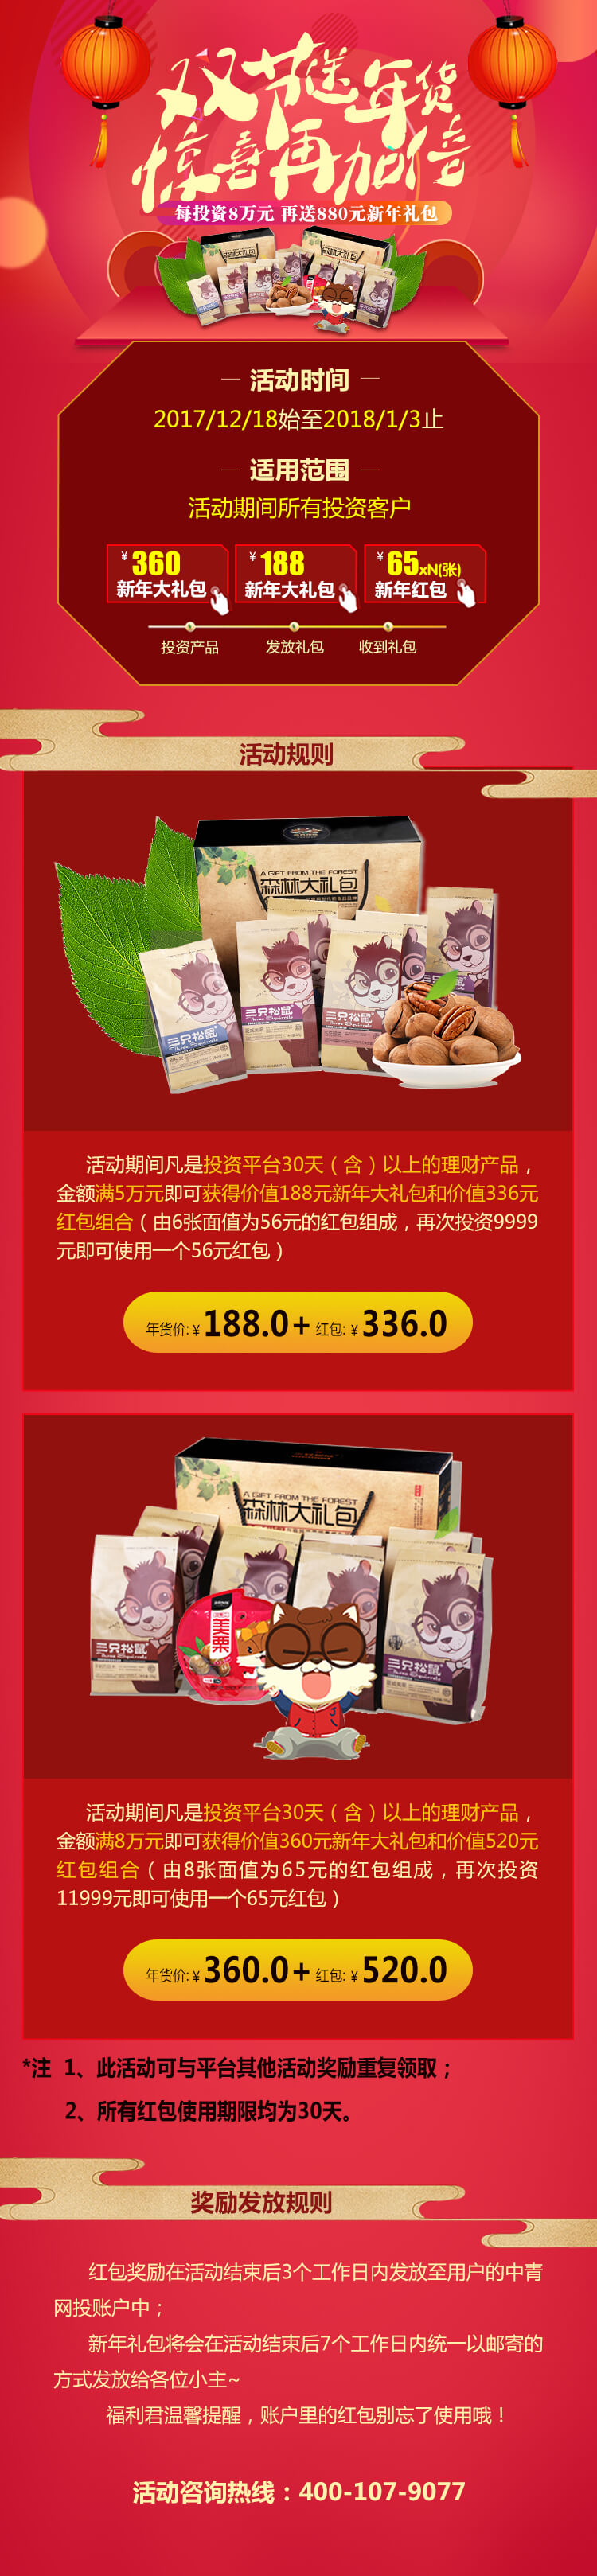 双节送年货
惊喜再加倍
每投资8万元 再送880元新年礼包
活动时间
2017/12/18始至2018/1/3止
适用范围
活动期间所有投资客户
¥360
新年大礼包
¥188
新年大礼包
¥65xN(张)
新年红包
投资产品 发放礼包 收到礼包
活动规则
A GIFT FROM THE FOREST
森林大礼包
三只松鼠
Three Squirrels
三只松鼠
Three Squirrels
三只松鼠
活动期间凡是投资平台30天（含）以上的理财产品，
金额满5万元即可获得价值188元新年大礼包和价值336元
红包组合（由6张面值为56元的红包组成，再次投资9999
元即可使用一个56元红包）
年货价:¥188.0+红包:¥336.0
A GIFT FROM THE FOREST
森林大礼包
三只松鼠
Three Squirrels
美栗
三只松鼠
活动期间凡是投资平台30天（含）以上的理财产品，
金额满8万元即可获得价值360元新年大礼包和价值520元
红包组合（由8张面值为65元的红包组成，再次投资
11999元即可使用一个65元红包）
年货价:¥360.0+红包:¥520.0
*注 1、此活动可与平台其他活动奖励重复领取；
2、所有红包使用期限均为30天。
奖励发放规则
红包奖励在活动结束后3个工作日内发放至用户的中青
网投账户中；
新年礼包将会在活动结束后7个工作日内统一以邮寄的
方式发放给各位小主~
福利君温馨提醒，账户里的红包别忘了使用哦！
活动咨询热线：400-107-9077